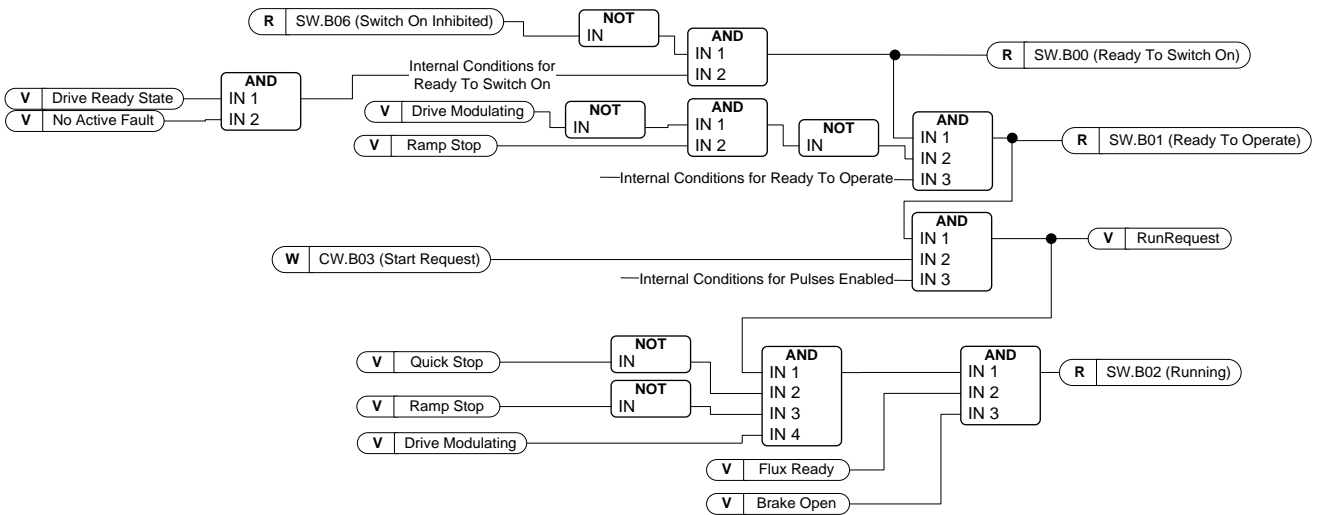 R SW.B06 (Switch On Inhibited)
NOT
IN
AND
IN 1
IN 2
R SW.B00 (Ready To Switch On)
Internal Conditions for
Ready To Switch On
AND
IN 1
IN 2
V Drive Ready State
V No Active Fault
V Drive Modulating
NOT
IN
AND
IN 1
IN 2
V Ramp Stop
NOT
IN
AND
IN 1
IN 2
IN 3
R SW.B01 (Ready To Operate)
Internal Conditions for Ready To Operate
AND
IN 1
IN 2
IN 3
V RunRequest
W CW.B03 (Start Request)
Internal Conditions for Pulses Enabled
V Quick Stop
NOT
IN
V Ramp Stop
NOT
IN
V Drive Modulating
AND
IN 1
IN 2
IN 3
IN 4
AND
IN 1
IN 2
IN 3
R SW.B02 (Running)
V Flux Ready
V Brake Open